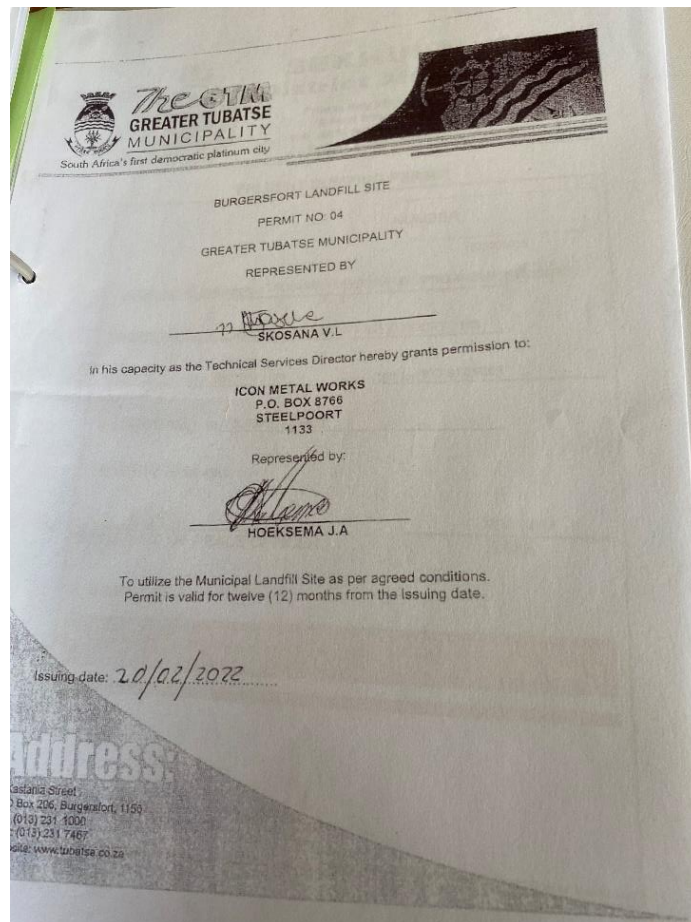 The GTM
GREATER TUBATSE
MUNICIPALITY
South Africa's first democratic platinum city
BURGERSFORT LANDFILL SITE
PERMIT NO: 04
GREATER TUBATSE MUNICIPALITY
REPRESENTED BY
SKOSANA V.L
In his capacity as the Technical Services Director hereby grants permission to:
ICON METAL WORKS
P.O. BOX 8766
STEELPOORT
1133
Represented by:
HOEKSEMA J.A
To utilize the Municipal Landfill Site as per agreed conditions.
Permit is valid for twelve (12) months from the issuing date.
Issuing date: 20/02/2022
Address:
Kastania Street
Box 206, Burgersfort, 1150
(013) 231 1000
: (013) 231 7467
site: www.tubatse.co.za